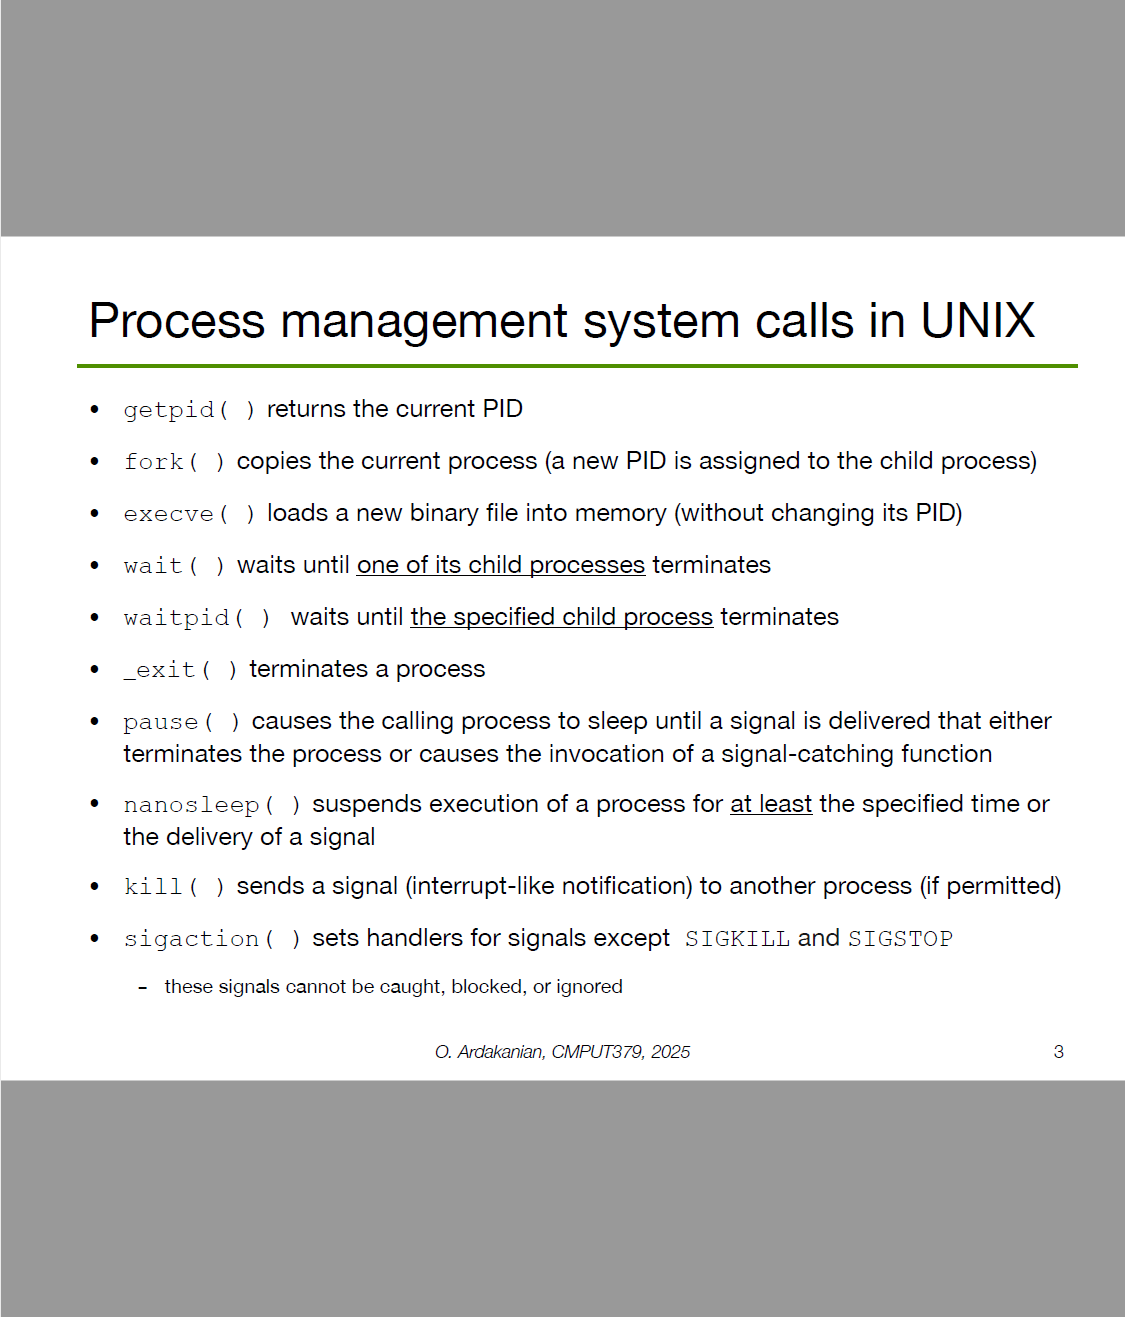 Process management system calls in UNIX
• getpid( ) returns the current PID
• fork( ) copies the current process (a new PID is assigned to the child process)
• execve( ) loads a new binary file into memory (without changing its PID)
• wait( ) waits until one of its child processes terminates
• waitpid( ) waits until the specified child process terminates
• _exit( ) terminates a process
• pause( ) causes the calling process to sleep until a signal is delivered that either
terminates the process or causes the invocation of a signal-catching function
• nanosleep( ) suspends execution of a process for at least the specified time or
the delivery of a signal
• kill( ) sends a signal (interrupt-like notification) to another process (if permitted)
• sigaction( ) sets handlers for signals except SIGKILL and SIGSTOP
– these signals cannot be caught, blocked, or ignored
O. Ardakanian, CMPUT379, 2025
3